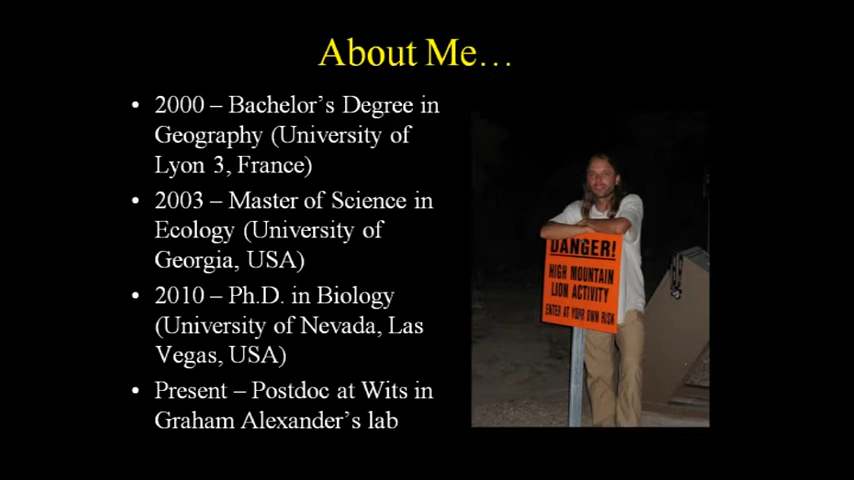 About Me…
• 2000 – Bachelor's Degree in
Geography (University of
Lyon 3, France)
• 2003 – Master of Science in
Ecology (University of
Georgia, USA)
• 2010 – Ph.D. in Biology
(University of Nevada, Las
Vegas, USA)
• Present – Postdoc at Wits in
Graham Alexander's lab
DANGER!
HIGH MOUNTAIN
LION ACTIVITY
ENTER AT YOUR OWN RISK